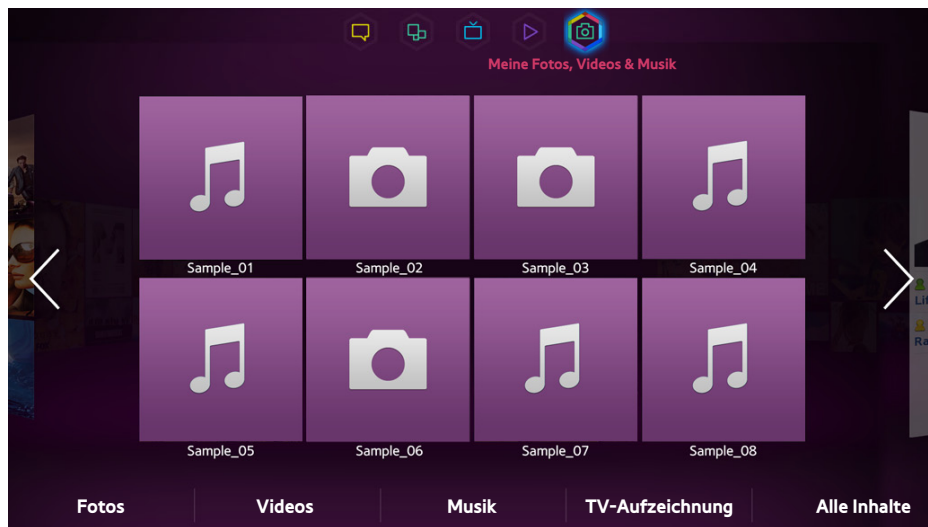 Meine Fotos, Videos & Musik
Sample_01 Sample_02 Sample_03 Sample_04
Sample_05 Sample_06 Sample_07 Sample_08
Fotos Videos Musik TV-Aufzeichnung Alle Inhalte